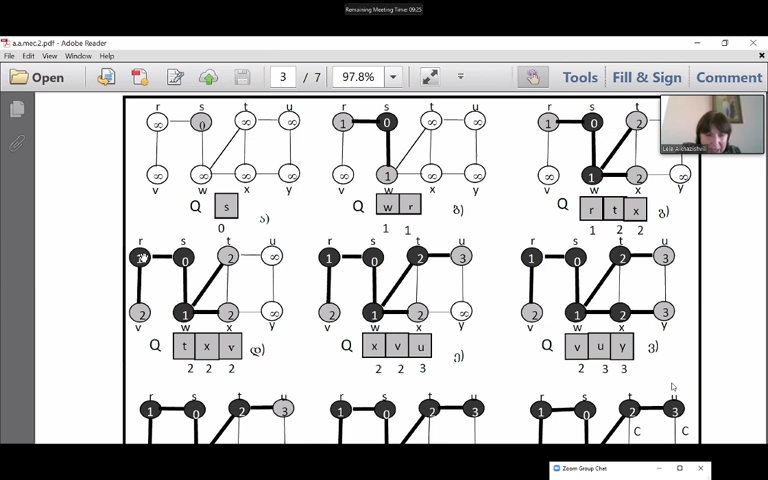 Remaining Meeting Time: 09:25
a.a.mec.2.pdf - Adobe Reader
File Edit View Window Help
Open 3 / 7 97.8% Tools Fill & Sign Comment
r s t u r s t u r s t
∞ 0 ∞ ∞ 1 0 ∞ ∞ 1 0 2
∞ ∞ ∞ ∞ ∞ 1 ∞ ∞ ∞ 1 2 ∞
v w x y v w x y v w x y
Q s Q w r Q r t x
0 ა) 1 1 ბ) 1 2 2 გ)
r s t u r s t u r s t u
1 0 2 ∞ 1 0 2 3 1 0 2 3
2 1 2 ∞ 2 1 2 ∞ 2 1 2 3
v w x y v w x y v w x y
Q t x v Q x v u Q v u y
2 2 2 დ) 2 2 3 ე) 2 3 3 ვ)
r s t u r s t u r s t u
1 0 2 3 1 0 2 3 1 0 2 3
C C
Zoom Group Chat